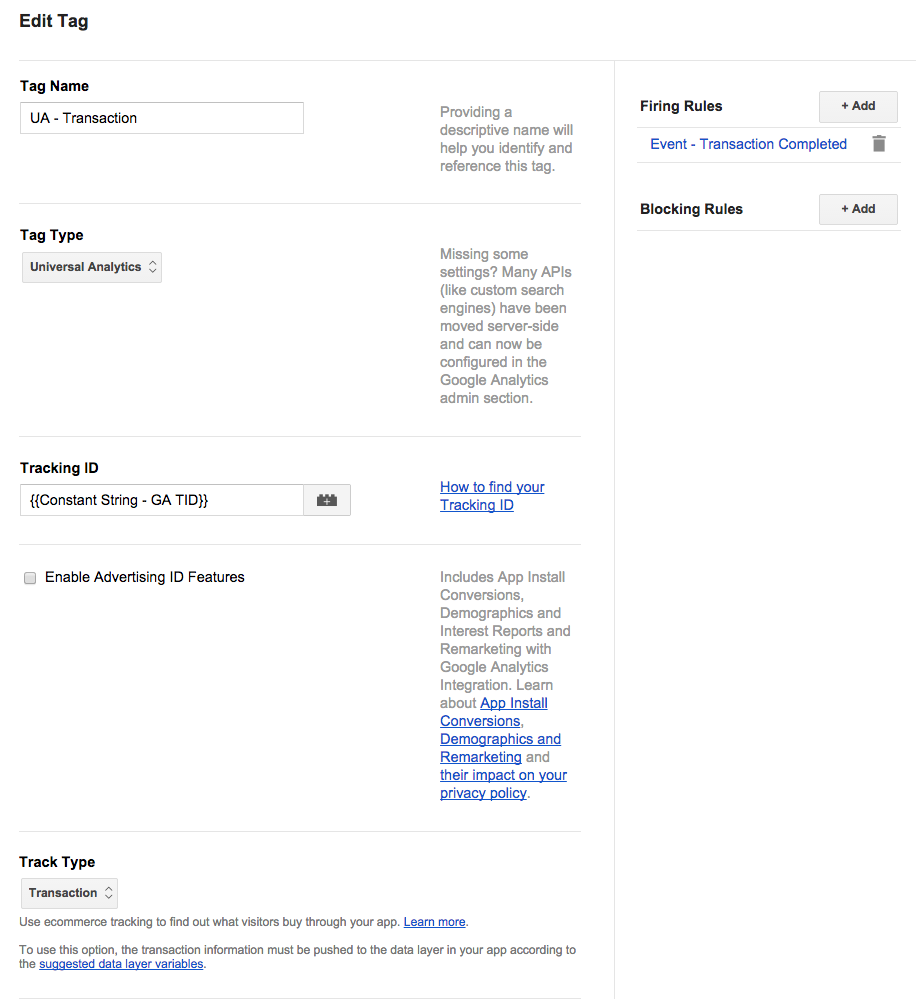 Edit Tag
Tag Name
UA - Transaction
Providing a
descriptive name will
help you identify and
reference this tag.
Tag Type
Universal Analytics
Missing some
settings? Many APIs
(like custom search
engines) have been
moved server-side
and can now be
configured in the
Google Analytics
admin section.
Tracking ID
{{Constant String - GA TID}}
How to find your
Tracking ID
Enable Advertising ID Features
Includes App Install
Conversions,
Demographics and
Interest Reports and
Remarketing with
Google Analytics
Integration. Learn
about App Install
Conversions,
Demographics and
Remarketing and
their impact on your
privacy policy.
Track Type
Transaction
Use ecommerce tracking to find out what visitors buy through your app. Learn more.
To use this option, the transaction information must be pushed to the data layer in your app according to
the suggested data layer variables.
Firing Rules
+ Add
Event - Transaction Completed
Blocking Rules
+ Add